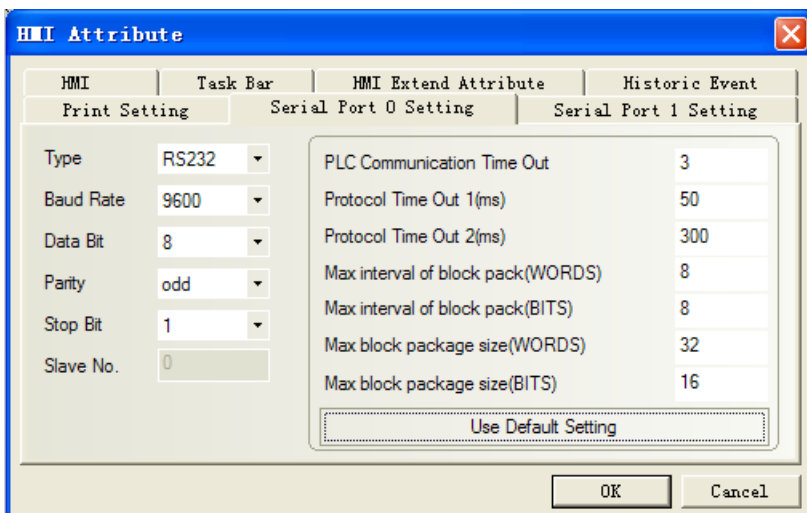 HMI Attribute
HMI
Task Bar
HMI Extend Attribute
Historic Event
Print Setting
Serial Port 0 Setting
Serial Port 1 Setting
Type
RS232
Baud Rate
9600
Data Bit
8
Parity
odd
Stop Bit
1
Slave No.
0
PLC Communication Time Out
3
Protocol Time Out 1(ms)
50
Protocol Time Out 2(ms)
300
Max interval of block pack(WORDS)
8
Max interval of block pack(BITS)
8
Max block package size(WORDS)
32
Max block package size(BITS)
16
Use Default Setting
OK
Cancel